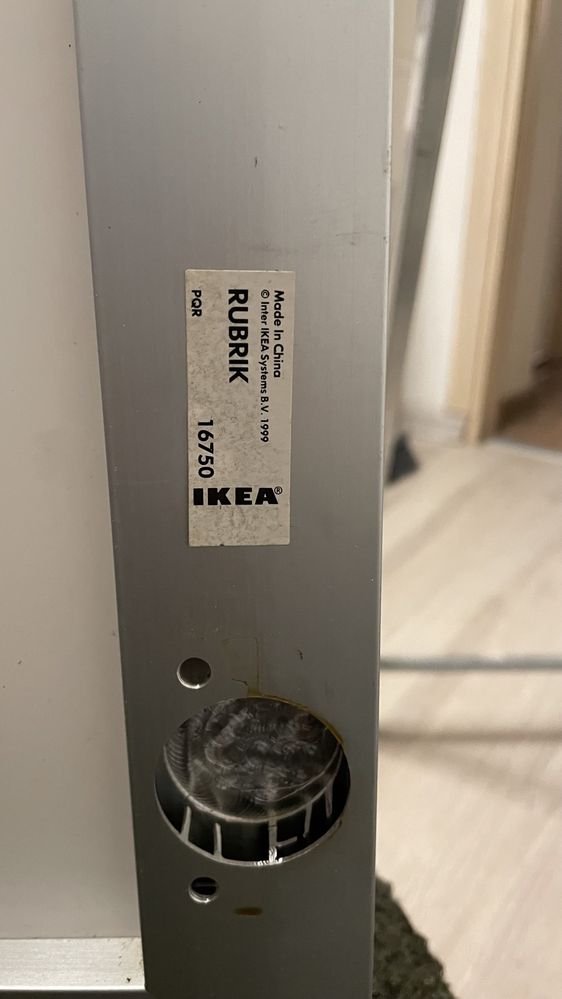 Made In China
© Inter IKEA Systems B.V. 1999
RUBRIK
16750
PQR
IKEA®